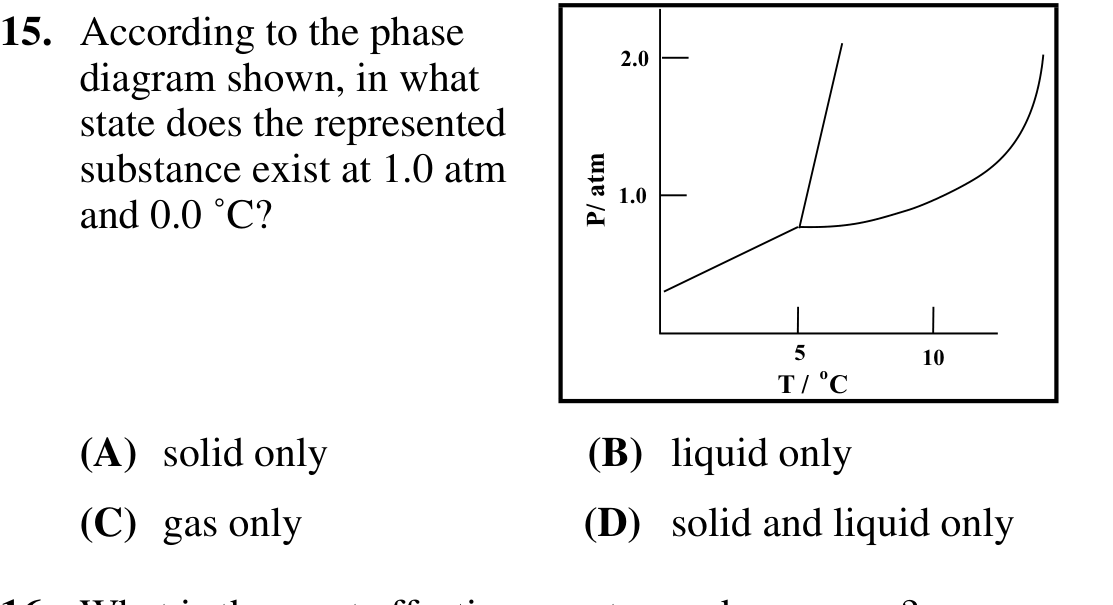 15. According to the phase
diagram shown, in what
state does the represented
substance exist at 1.0 atm
and 0.0 °C?
2.0
1.0
P/ atm
5
10
T / °C
(A) solid only
(B) liquid only
(C) gas only
(D) solid and liquid only